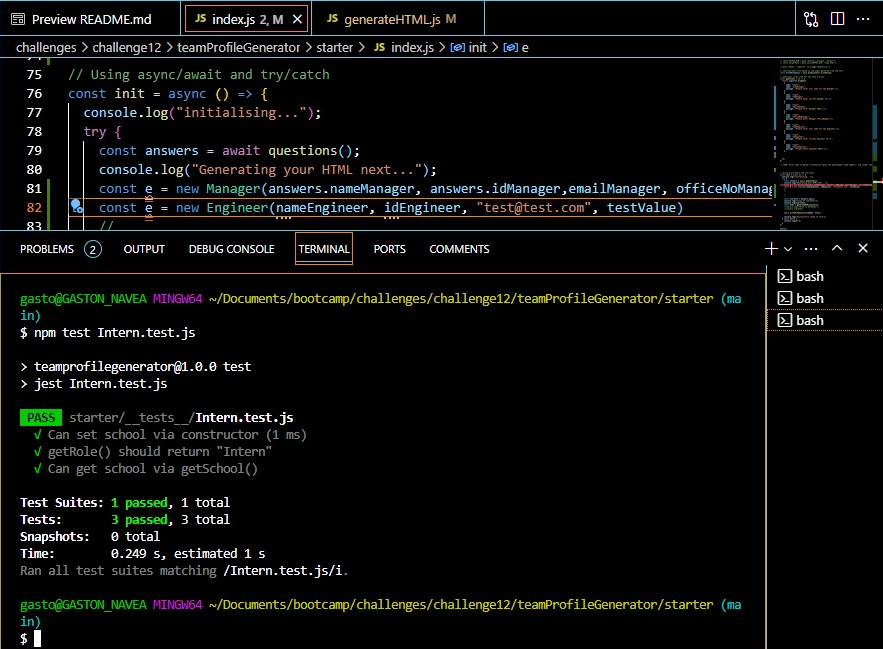 Preview README.md
JS index.js 2, M ×
JS generateHTML.js M
challenges > challenge12 > teamProfileGenerator > starter > JS index.js > init > e
75 // Using async/await and try/catch
76 const init = async () => {
77 console.log("initialising...");
78 try {
79 const answers = await questions();
80 console.log("Generating your HTML next...");
81 const e = new Manager(answers.nameManager, answers.idManager,emailManager, officeNoManag
82 const e = new Engineer(nameEngineer, idEngineer, "test@test.com", testValue)
83 //
PROBLEMS 2 OUTPUT DEBUG CONSOLE TERMINAL PORTS COMMENTS
bash
bash
bash
gasto@GASTON_NAVEA MINGW64 ~/Documents/bootcamp/challenges/challenge12/teamProfileGenerator/starter (ma
in)
$ npm test Intern.test.js
> teamprofilegenerator@1.0.0 test
> jest Intern.test.js
PASS starter/__tests__/Intern.test.js
√ Can set school via constructor (1 ms)
√ getRole() should return "Intern"
√ Can get school via getSchool()
Test Suites: 1 passed, 1 total
Tests: 3 passed, 3 total
Snapshots: 0 total
Time: 0.249 s, estimated 1 s
Ran all test suites matching /Intern.test.js/i.
gasto@GASTON_NAVEA MINGW64 ~/Documents/bootcamp/challenges/challenge12/teamProfileGenerator/starter (ma
in)
$